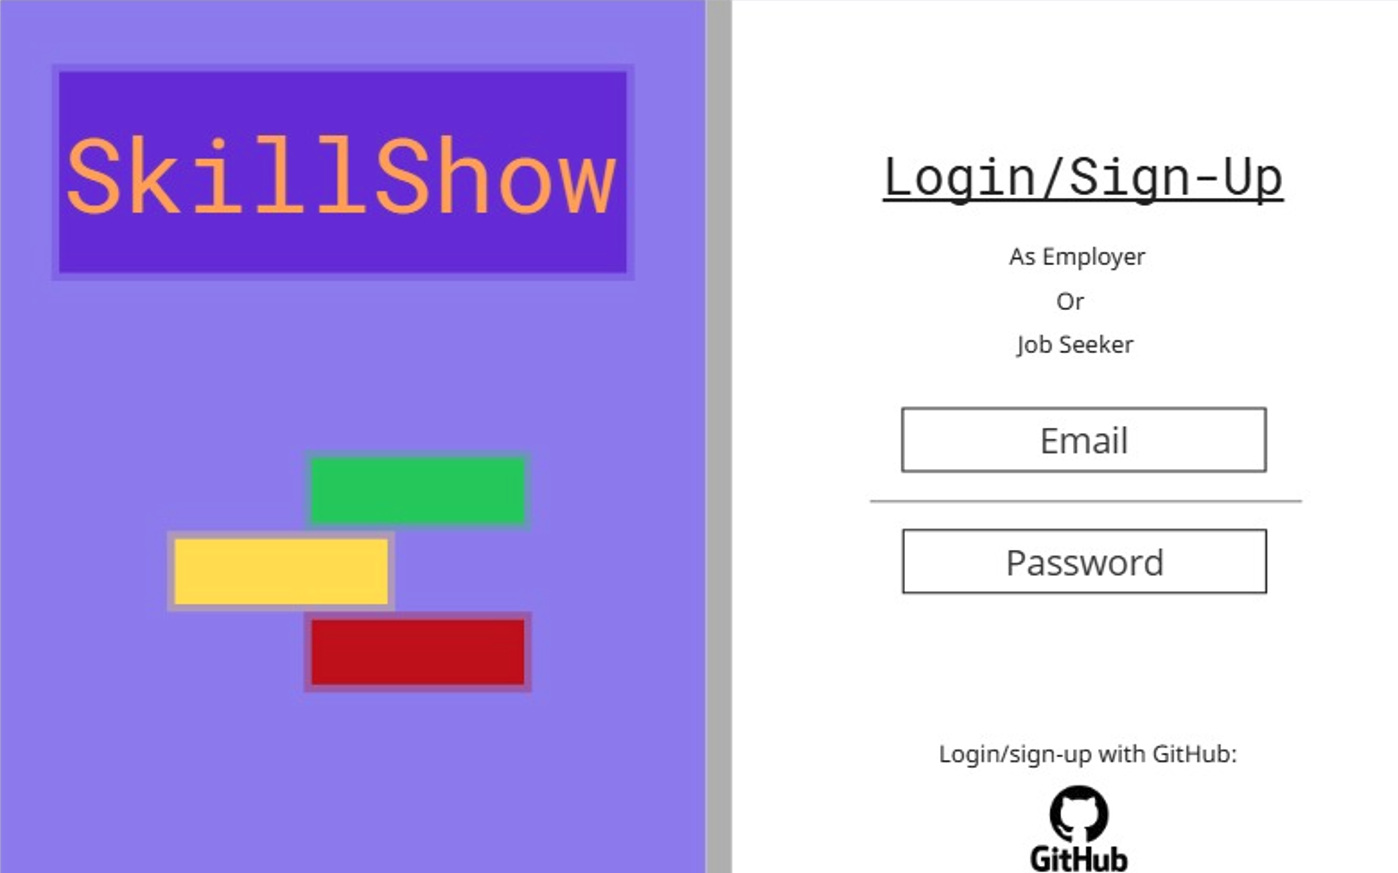 SkillShow
Login/Sign-Up
As Employer
Or
Job Seeker
Email
Password
Login/sign-up with GitHub:
GitHub